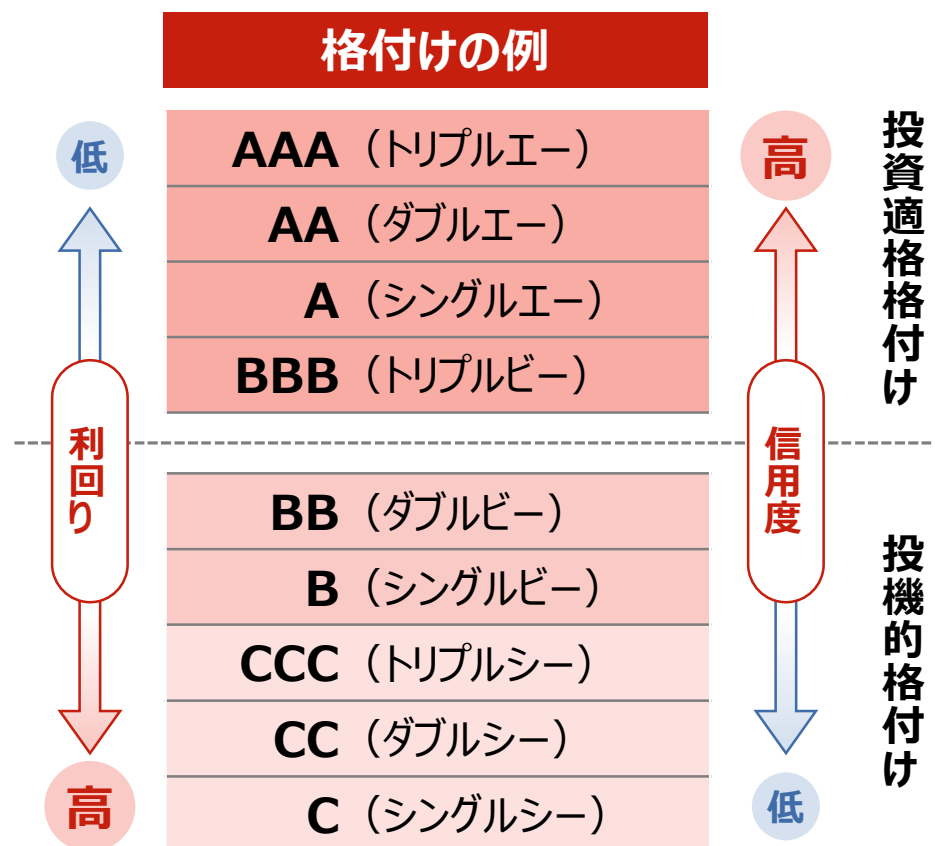 格付けの例
低
AAA（トリプルエー）
高
投資適格格付け
AA（ダブルエー）
A（シングルエー）
BBB（トリプルビー）
利回り
信用度
BB（ダブルビー）
B（シングルビー）
投機的格付け
CCC（トリプルシー）
CC（ダブルシー）
高
C（シングルシー）
低